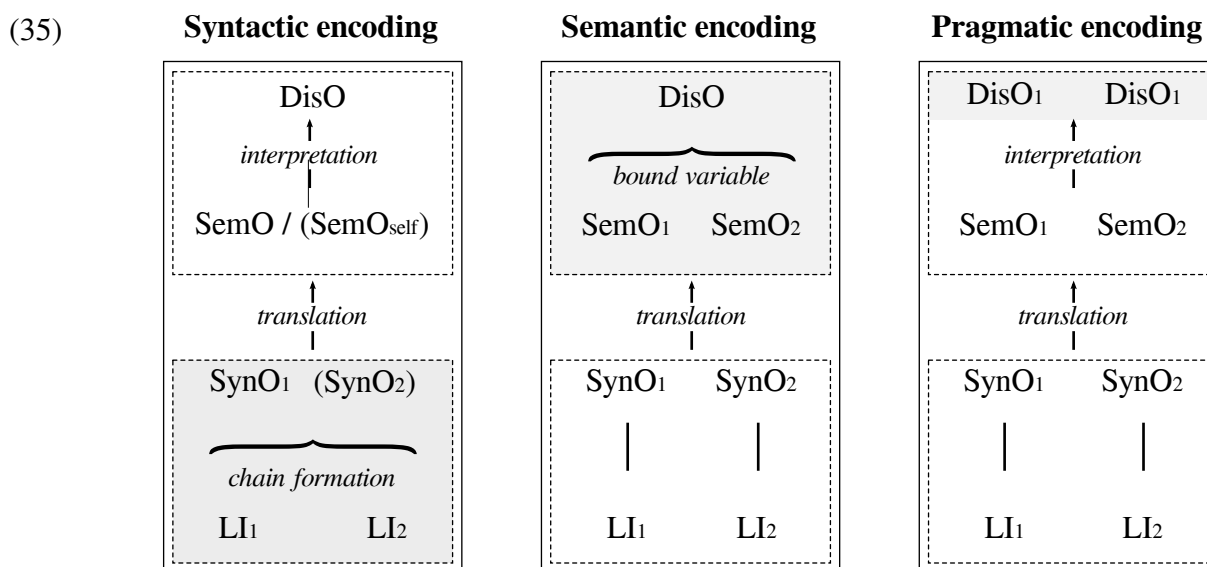 (35) Syntactic encoding Semantic encoding Pragmatic encoding
DisO DisO DisO1 DisO1
interpretation bound variable interpretation
SemO / (SemOself) SemO1 SemO2 SemO1 SemO2
translation translation translation
SynO1 (SynO2) SynO1 SynO2 SynO1 SynO2
chain formation
LI1 LI2 LI1 LI2 LI1 LI2